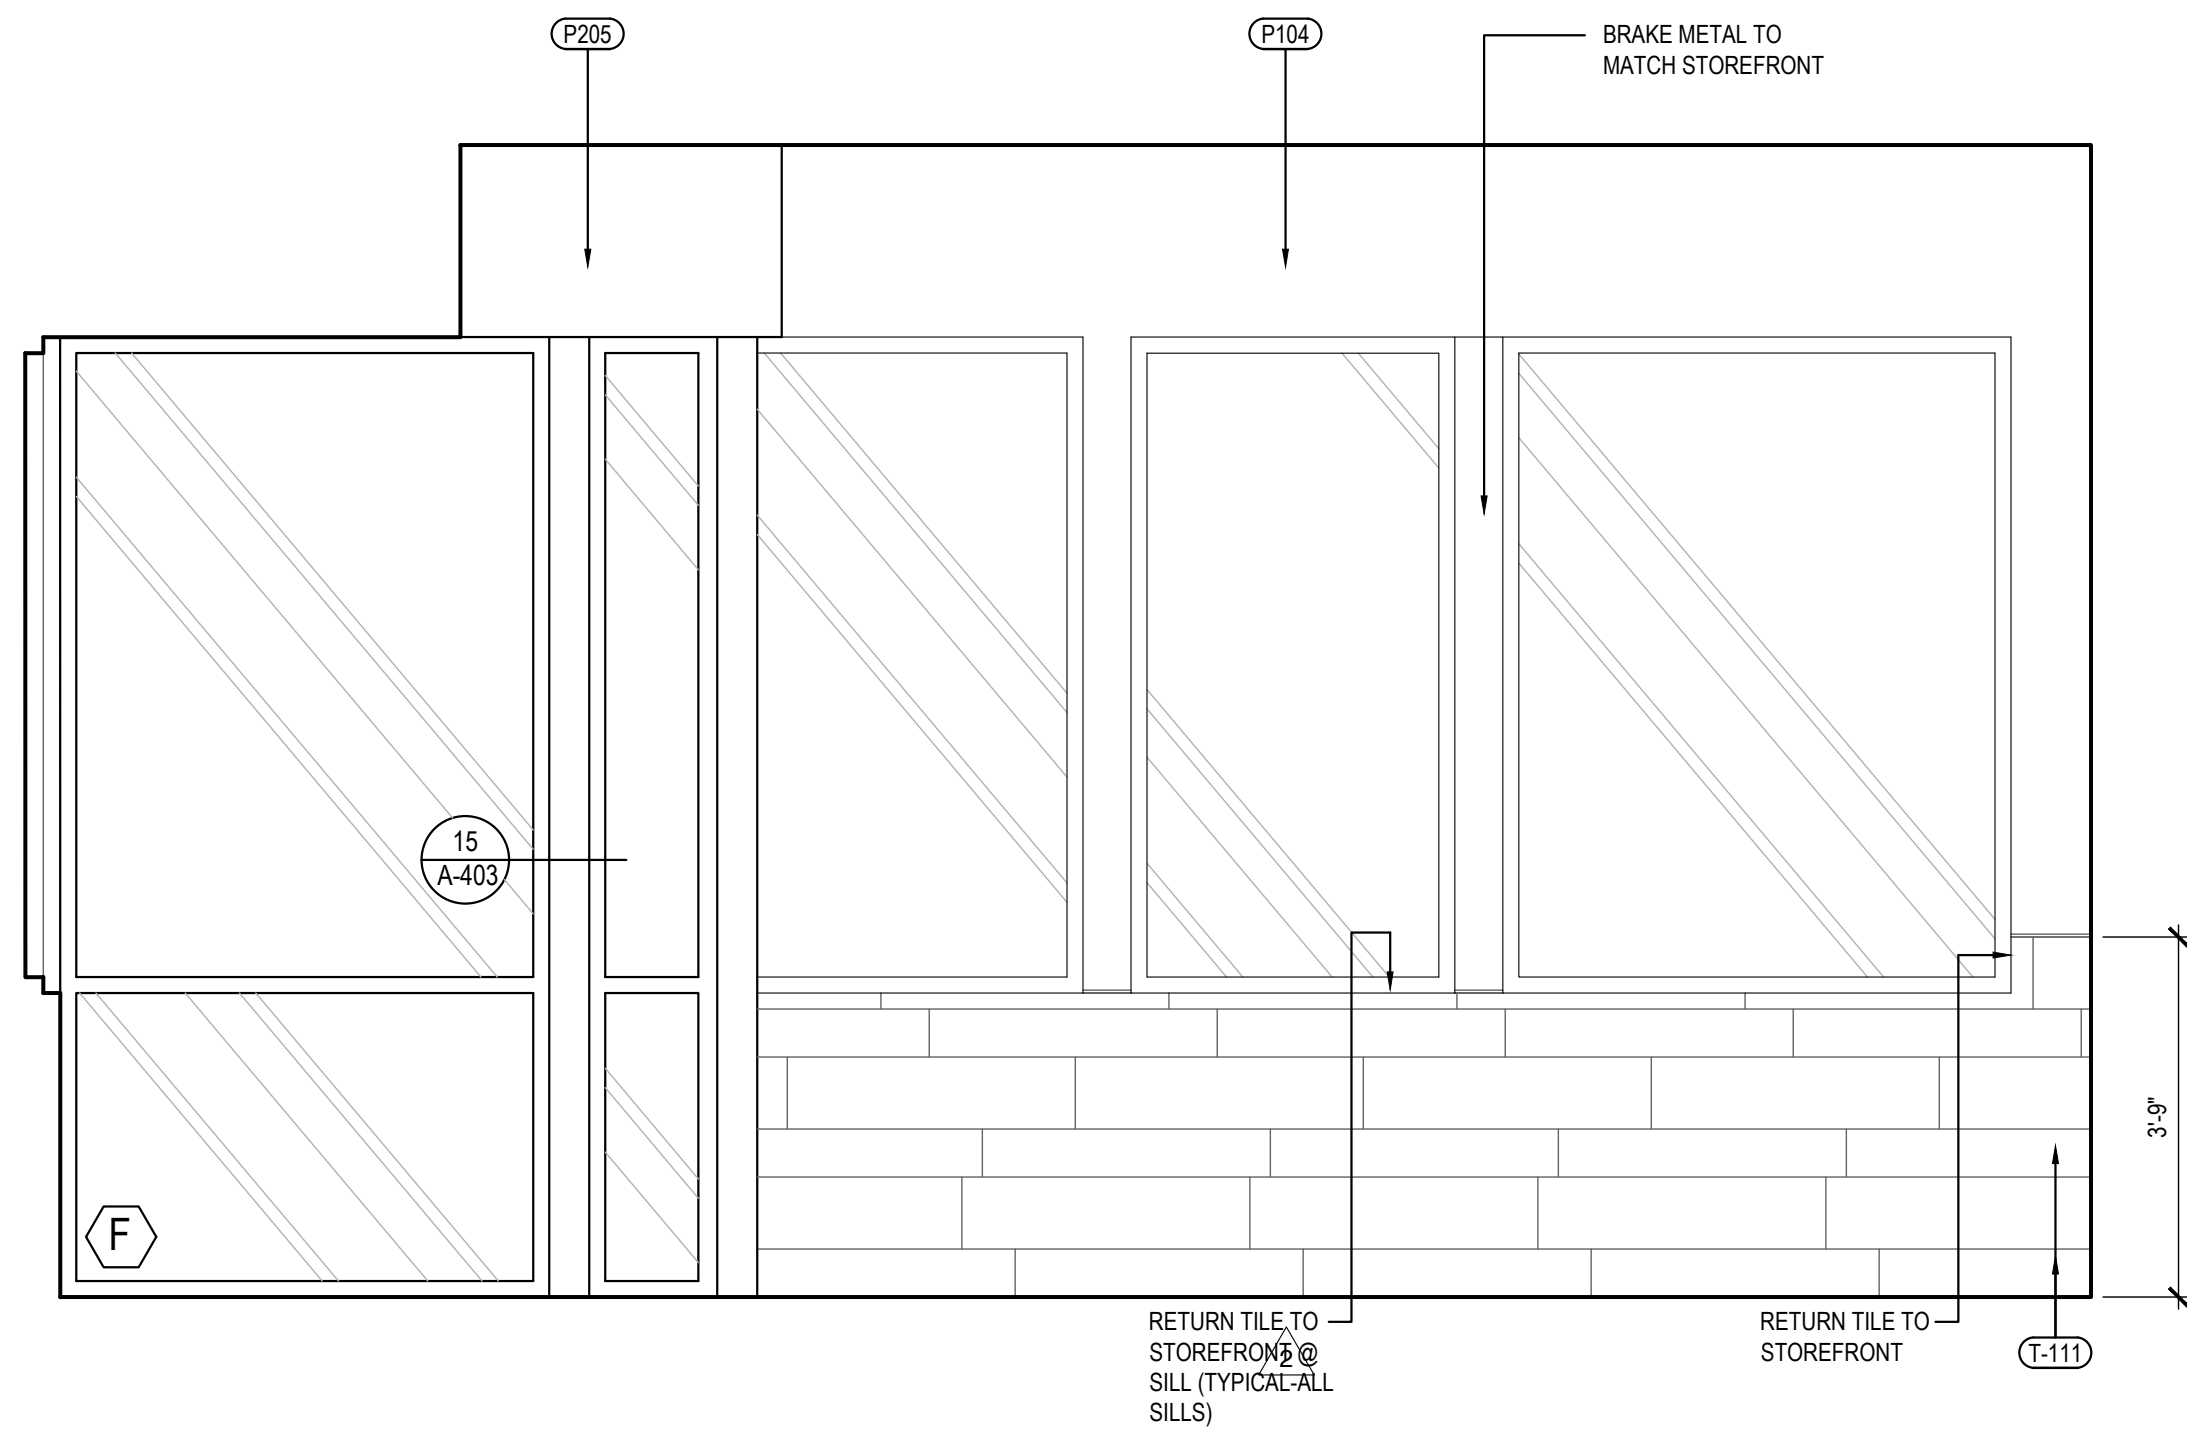 P205
P104
BRAKE METAL TO
MATCH STOREFRONT
15
A-403
3'-9"
F
RETURN TILE TO
STOREFRONT @
SILL (TYPICAL-ALL
SILLS)
2
RETURN TILE TO
STOREFRONT
T-111